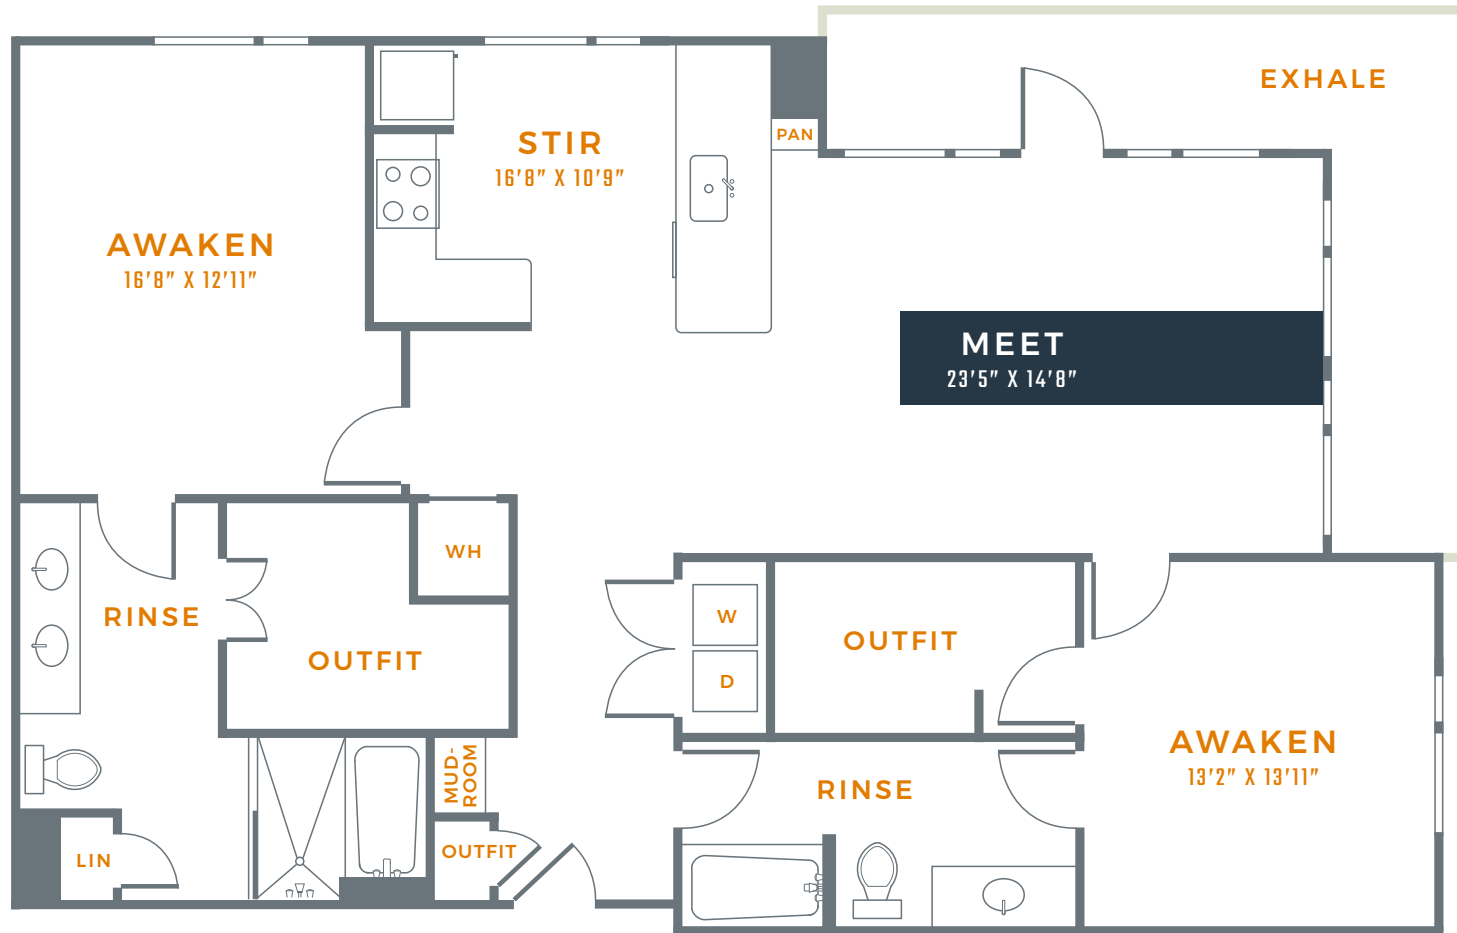 EXHALE
PAN
STIR
16'8" X 10'9"
AWAKEN
16'8" X 12'11"
MEET
23'5" X 14'8"
WH
RINSE
OUTFIT
W
D
OUTFIT
AWAKEN
13'2" X 13'11"
MUD-
ROOM
RINSE
LIN
OUTFIT